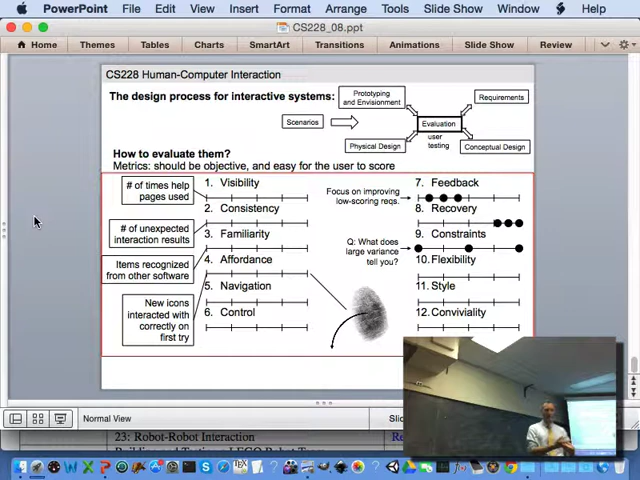 PowerPoint File Edit View Insert Format Arrange Tools Slide Show Window Help
CS228_08.ppt
Home Themes Tables Charts SmartArt Transitions Animations Slide Show Review
CS228 Human-Computer Interaction
The design process for interactive systems:
Prototyping
and Envisionment
Requirements
Scenarios
Evaluation
user
testing
Physical Design
Conceptual Design
How to evaluate them?
Metrics: should be objective, and easy for the user to score
# of times help
pages used
# of unexpected
interaction results
Items recognized
from other software
New icons
interacted with
correctly on
first try
1. Visibility
2. Consistency
3. Familiarity
4. Affordance
5. Navigation
6. Control
Focus on improving
low-scoring reqs.
Q: What does
large variance
tell you?
7. Feedback
8. Recovery
9. Constraints
10. Flexibility
11. Style
12. Conviviality
Normal View
23: Robot-Robot Interaction